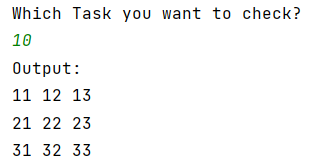 Which Task you want to check?
10
Output:
11 12 13
21 22 23
31 32 33